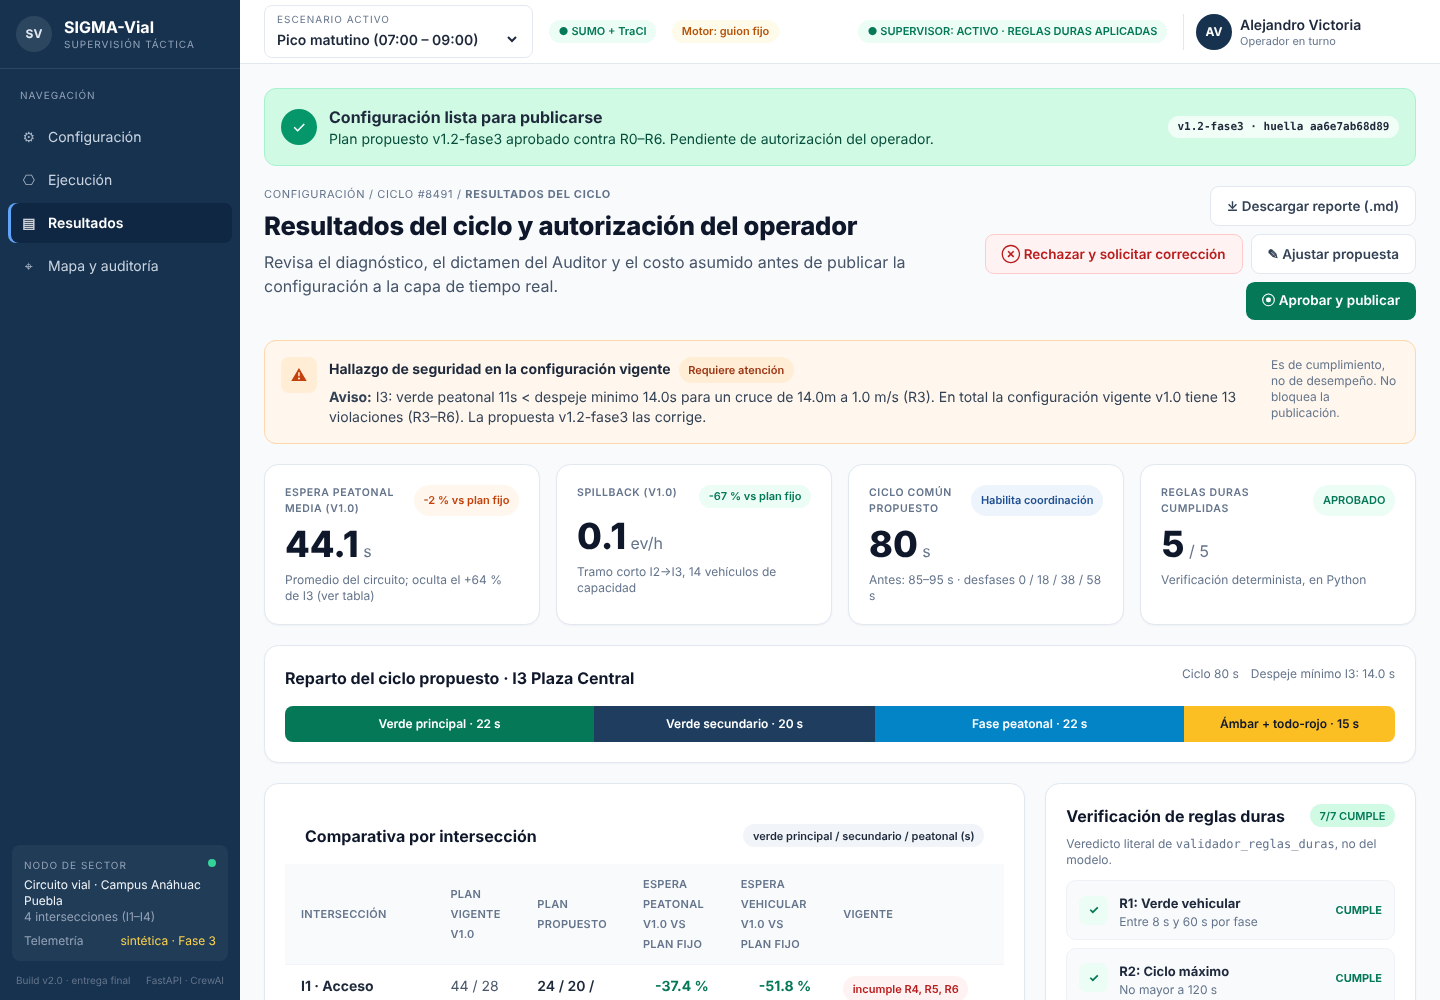 SV
SIGMA-Vial
SUPERVISIÓN TÁCTICA
NAVEGACIÓN
Configuración
Ejecución
Resultados
Mapa y auditoría
NODO DE SECTOR
Circuito vial · Campus Anáhuac
Puebla
4 intersecciones (I1–I4)
Telemetría sintética · Fase 3
Build v2.0 · entrega final FastAPI · CrewAI
ESCENARIO ACTIVO
Pico matutino (07:00 – 09:00)
SUMO + TraCI
Motor: guion fijo
SUPERVISOR: ACTIVO · REGLAS DURAS APLICADAS
AV
Alejandro Victoria
Operador en turno
Configuración lista para publicarse
Plan propuesto v1.2-fase3 aprobado contra R0–R6. Pendiente de autorización del operador.
v1.2-fase3 · huella aa6e7ab68d89
CONFIGURACIÓN / CICLO #8491 / RESULTADOS DEL CICLO
Resultados del ciclo y autorización del operador
Revisa el diagnóstico, el dictamen del Auditor y el costo asumido antes de publicar la
configuración a la capa de tiempo real.
Descargar reporte (.md)
Rechazar y solicitar corrección
Ajustar propuesta
Aprobar y publicar
Hallazgo de seguridad en la configuración vigente Requiere atención
Aviso: I3: verde peatonal 11s < despeje minimo 14.0s para un cruce de 14.0m a 1.0 m/s (R3). En total la configuración vigente v1.0 tiene 13
violaciones (R3–R6). La propuesta v1.2-fase3 las corrige.
Es de cumplimiento,
no de desempeño. No
bloquea la
publicación.
ESPERA PEATONAL
MEDIA (V1.0)
-2 % vs plan fijo
44.1 s
Promedio del circuito; oculta el +64 %
de I3 (ver tabla)
SPILLBACK (V1.0)
-67 % vs plan fijo
0.1 ev/h
Tramo corto I2→I3, 14 vehículos de
capacidad
CICLO COMÚN
PROPUESTO
Habilita coordinación
80 s
Antes: 85–95 s · desfases 0 / 18 / 38 / 58
s
REGLAS DURAS
CUMPLIDAS
APROBADO
5 / 5
Verificación determinista, en Python
Reparto del ciclo propuesto · I3 Plaza Central
Ciclo 80 s Despeje mínimo I3: 14.0 s
Verde principal · 22 s
Verde secundario · 20 s
Fase peatonal · 22 s
Ámbar + todo-rojo · 15 s
Comparativa por intersección
verde principal / secundario / peatonal (s)
INTERSECCIÓN
PLAN
VIGENTE
V1.0
PLAN
PROPUESTO
ESPERA
PEATONAL
V1.0 VS
PLAN FIJO
ESPERA
VEHICULAR
V1.0 VS
PLAN FIJO
VIGENTE
I1 · Acceso
44 / 28
24 / 20 /
-37.4 %
-51.8 %
incumple R4, R5, R6
Verificación de reglas duras
7/7 CUMPLE
Veredicto literal de validador_reglas_duras, no del
modelo.
R1: Verde vehicular
Entre 8 s y 60 s por fase
CUMPLE
R2: Ciclo máximo
No mayor a 120 s
CUMPLE